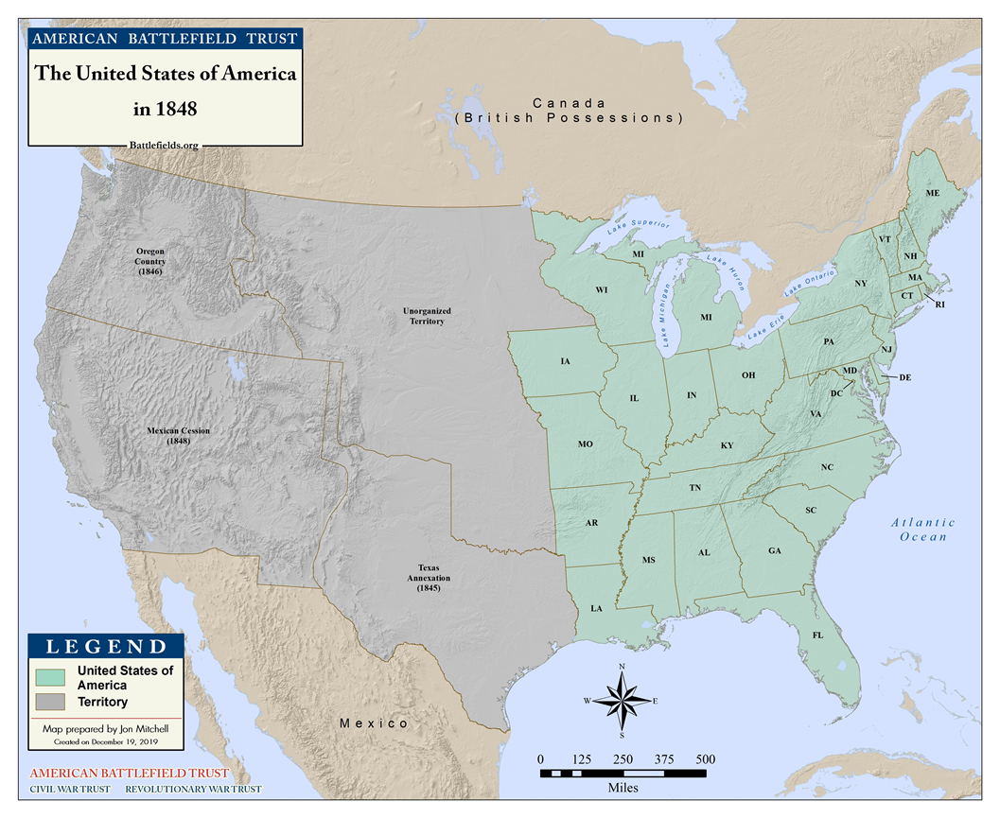 AMERICAN BATTLEFIELD TRUST
The United States of America
in 1848
Battlefields.org
Canada
(British Possessions)
ME
Lake Superior
VT
MI
NH
Oregon
Country
(1846)
Lake Huron
Lake Ontario
NY
MA
WI
Lake Michigan
CT
RI
Unorganized
Territory
MI
Lake Erie
PA
NJ
IA
MD
OH
DE
DC
IL
IN
VA
Mexican Cession
(1848)
MO
KY
NC
TN
SC
AR
Atlantic
Ocean
GA
AL
MS
Texas
Annexation
(1845)
LA
FL
LEGEND
United States of
America
Territory
Map prepared by Jon Mitchell
Created on December 19, 2019
N
W
E
S
Mexico
0 125 250 375 500
Miles
AMERICAN BATTLEFIELD TRUST
CIVIL WAR TRUST REVOLUTIONARY WAR TRUST